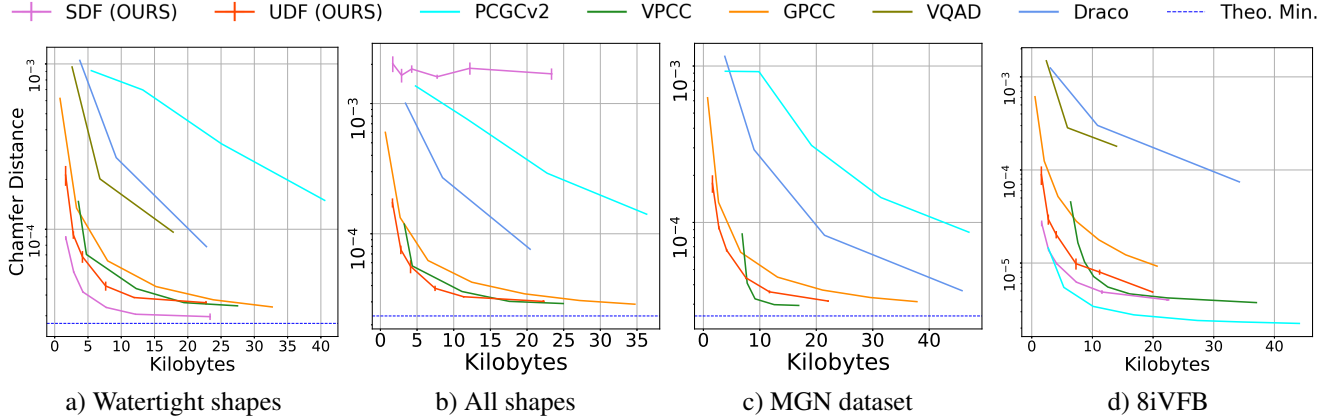 SDF (OURS) UDF (OURS) PCGCv2 VPCC GPCC VQAD Draco Theo. Min.
Chamfer Distance
10⁻³
10⁻⁴
0 5 10 15 20 25 30 35 40
Kilobytes
a) Watertight shapes
10⁻³
10⁻⁴
0 5 10 15 20 25 30 35
Kilobytes
b) All shapes
10⁻³
10⁻⁴
0 10 20 30 40
Kilobytes
c) MGN dataset
10⁻³
10⁻⁴
10⁻⁵
0 10 20 30 40
Kilobytes
d) 8iVFB